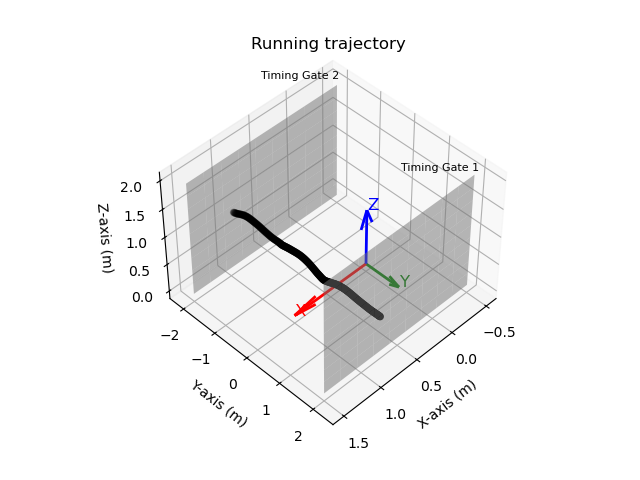 Running trajectory
Timing Gate 2
Timing Gate 1
Z
Y
X
Z-axis (m)
2.0
1.5
1.0
0.5
0.0
Y-axis (m)
−2
−1
0
1
2
X-axis (m)
−0.5
0.0
0.5
1.0
1.5